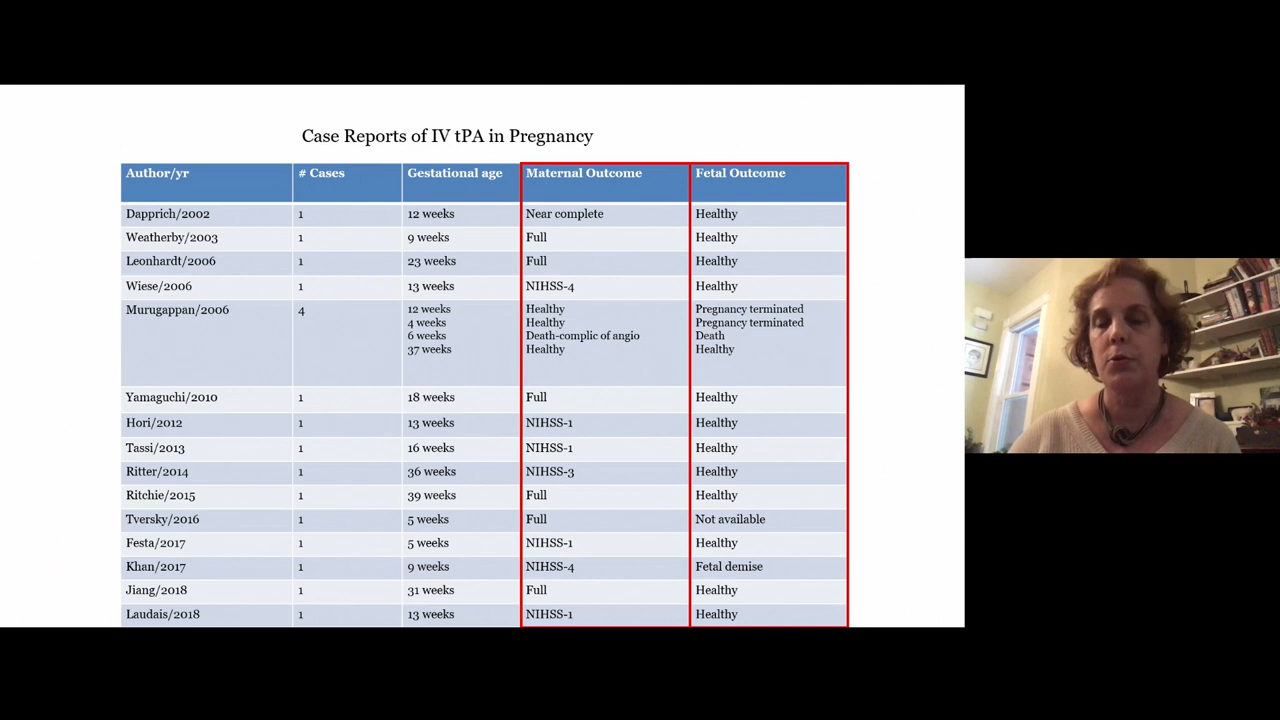 Case Reports of IV tPA in Pregnancy
Author/yr # Cases Gestational age Maternal Outcome Fetal Outcome
Dapprich/2002 1 12 weeks Near complete Healthy
Weatherby/2003 1 9 weeks Full Healthy
Leonhardt/2006 1 23 weeks Full Healthy
Wiese/2006 1 13 weeks NIHSS-4 Healthy
Murugappan/2006 4 12 weeks Healthy Pregnancy terminated
4 weeks Healthy Pregnancy terminated
6 weeks Death-complic of angio Death
37 weeks Healthy Healthy
Yamaguchi/2010 1 18 weeks Full Healthy
Hori/2012 1 13 weeks NIHSS-1 Healthy
Tassi/2013 1 16 weeks NIHSS-1 Healthy
Ritter/2014 1 36 weeks NIHSS-3 Healthy
Ritchie/2015 1 39 weeks Full Healthy
Tversky/2016 1 5 weeks Full Not available
Festa/2017 1 5 weeks NIHSS-1 Healthy
Khan/2017 1 9 weeks NIHSS-4 Fetal demise
Jiang/2018 1 31 weeks Full Healthy
Laudais/2018 1 13 weeks NIHSS-1 Healthy